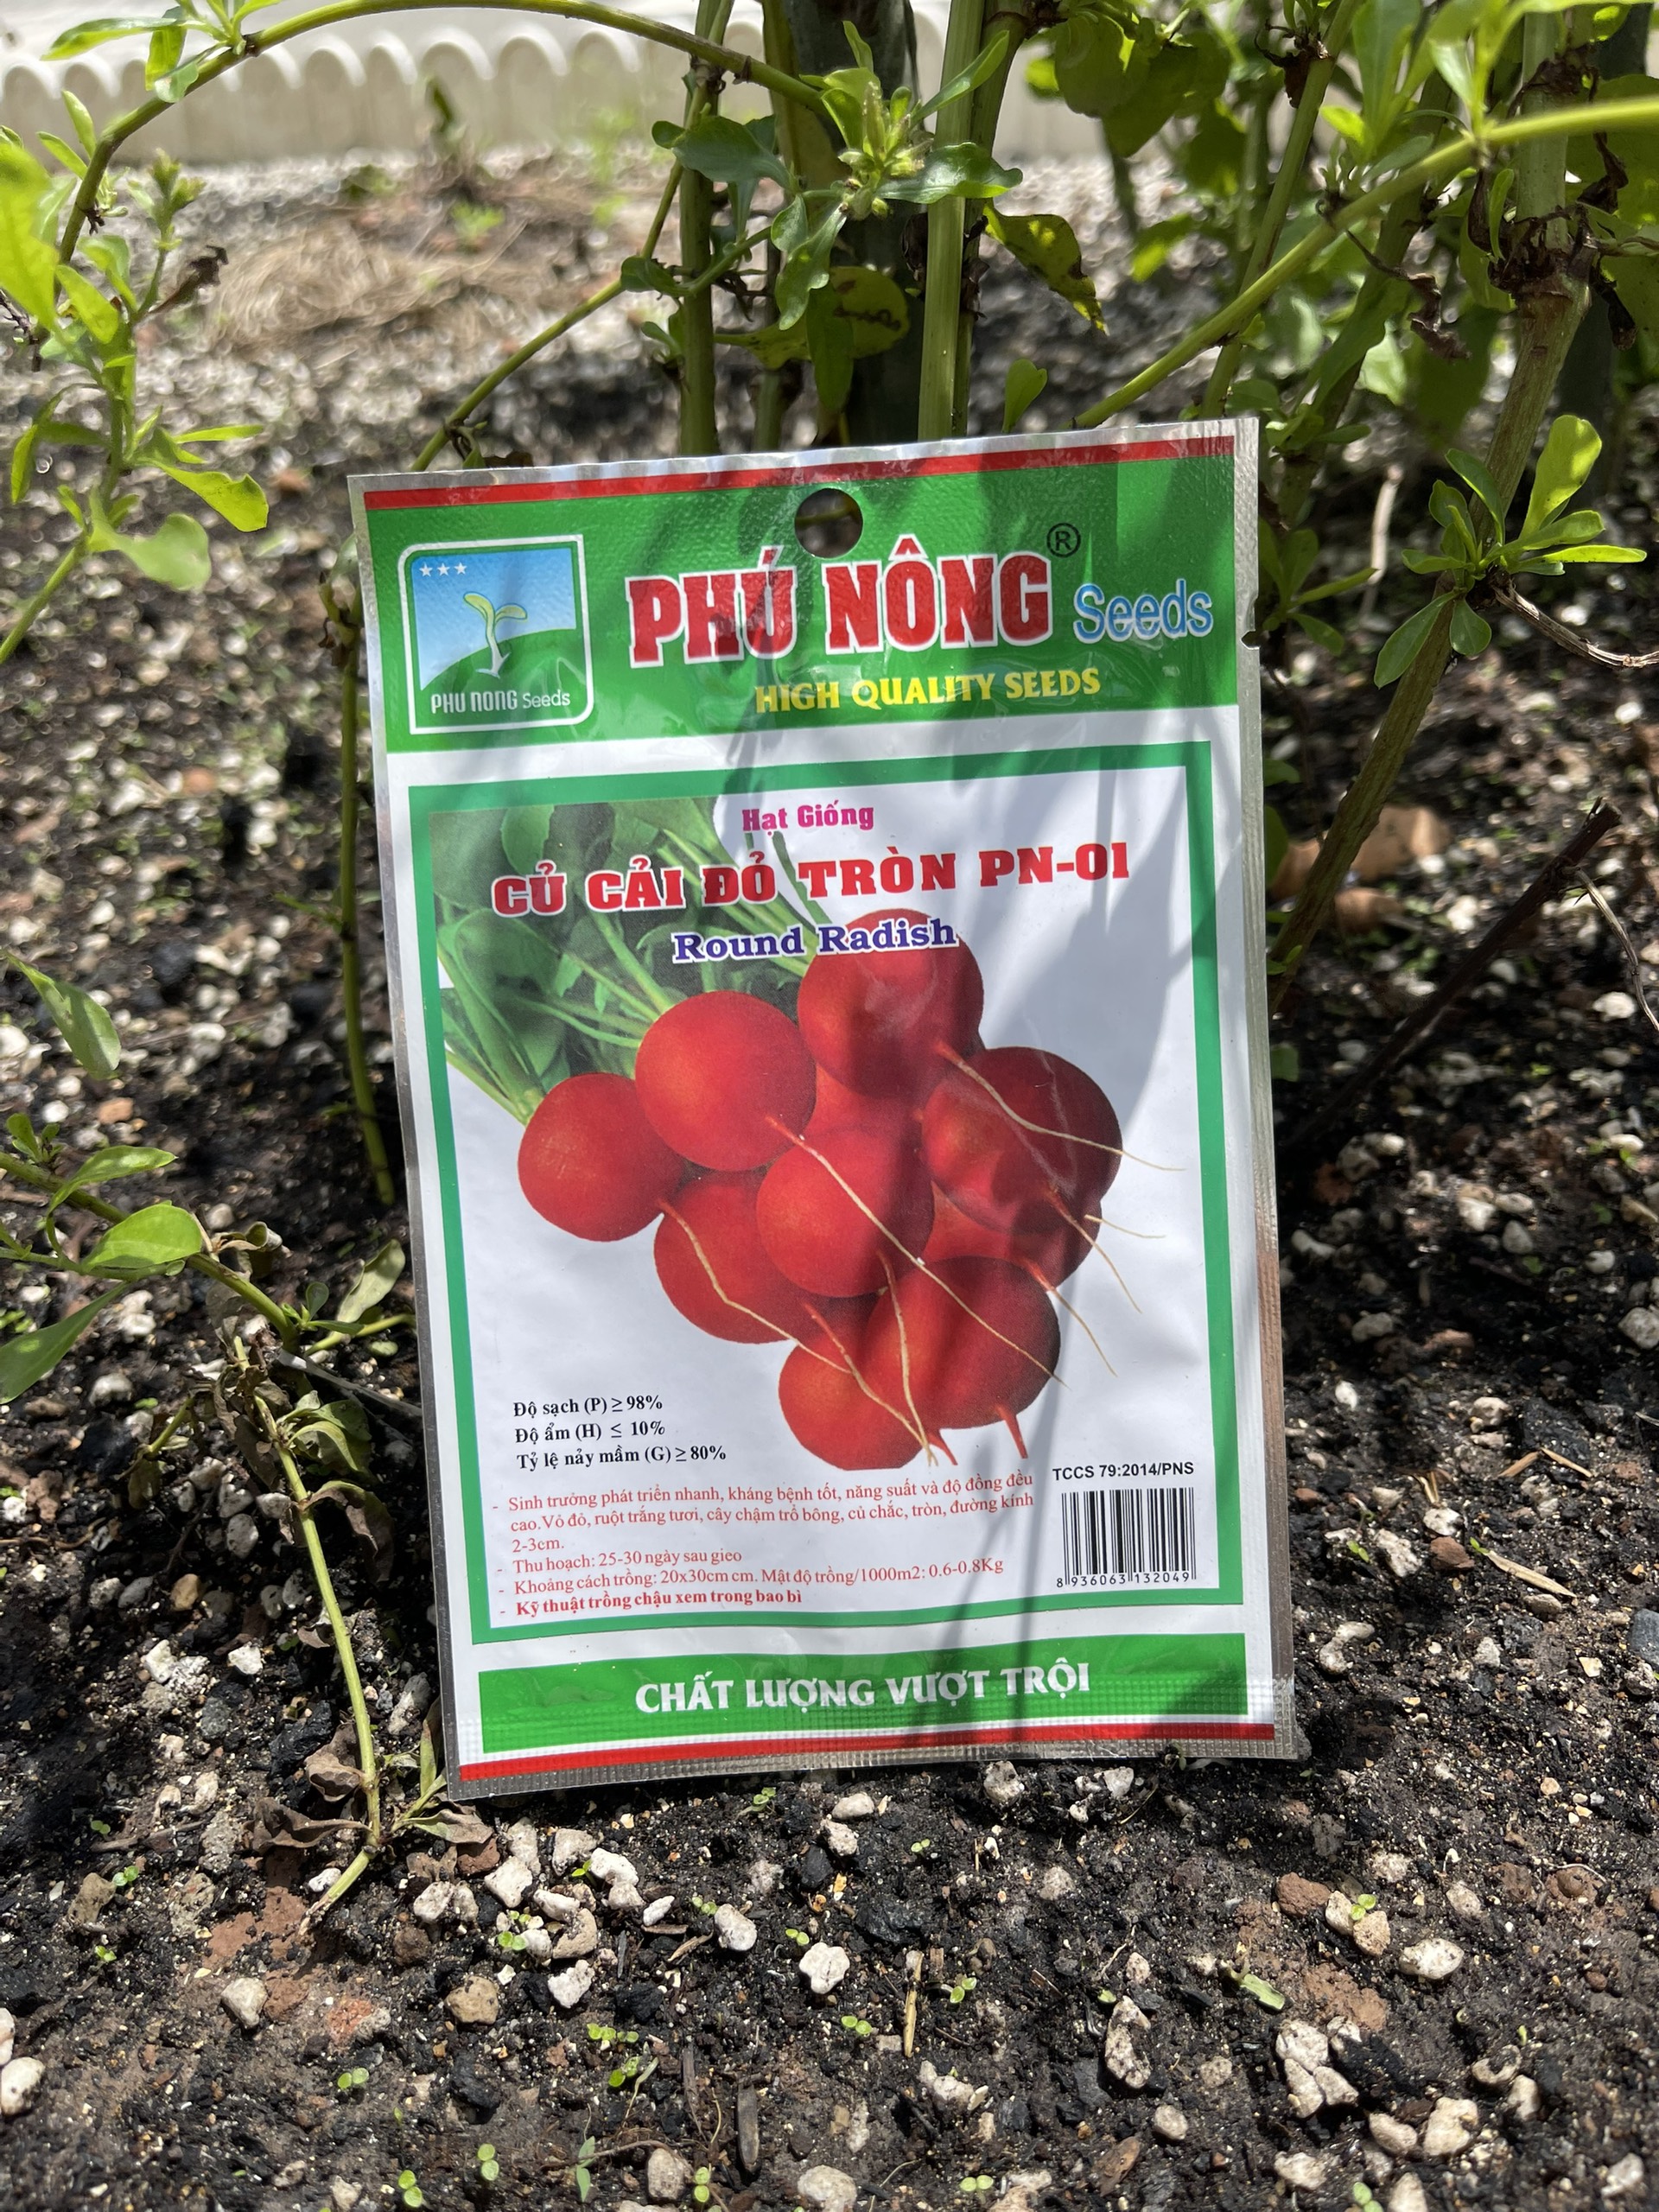 PHÚ NÔNG® Seeds
HIGH QUALITY SEEDS
PHU NONG Seeds
Hạt Giống
CỦ CẢI ĐỎ TRÒN PN-01
Round Radish
Độ sạch (P) ≥ 98%
Độ ẩm (H) ≤ 10%
Tỷ lệ nảy mầm (G) ≥ 80%
- Sinh trưởng phát triển nhanh, kháng bệnh tốt, năng suất và độ đồng đều
cao.Vỏ đỏ, ruột trắng tươi, cây chậm trổ bông, củ chắc, tròn, đường kính
2-3cm.
- Thu hoạch: 25-30 ngày sau gieo
- Khoảng cách trồng: 20x30cm cm. Mật độ trồng/1000m2: 0.6-0.8Kg
- Kỹ thuật trồng chậu xem trong bao bì
TCCS 79:2014/PNS
8 936063 132049
CHẤT LƯỢNG VƯỢT TRỘI